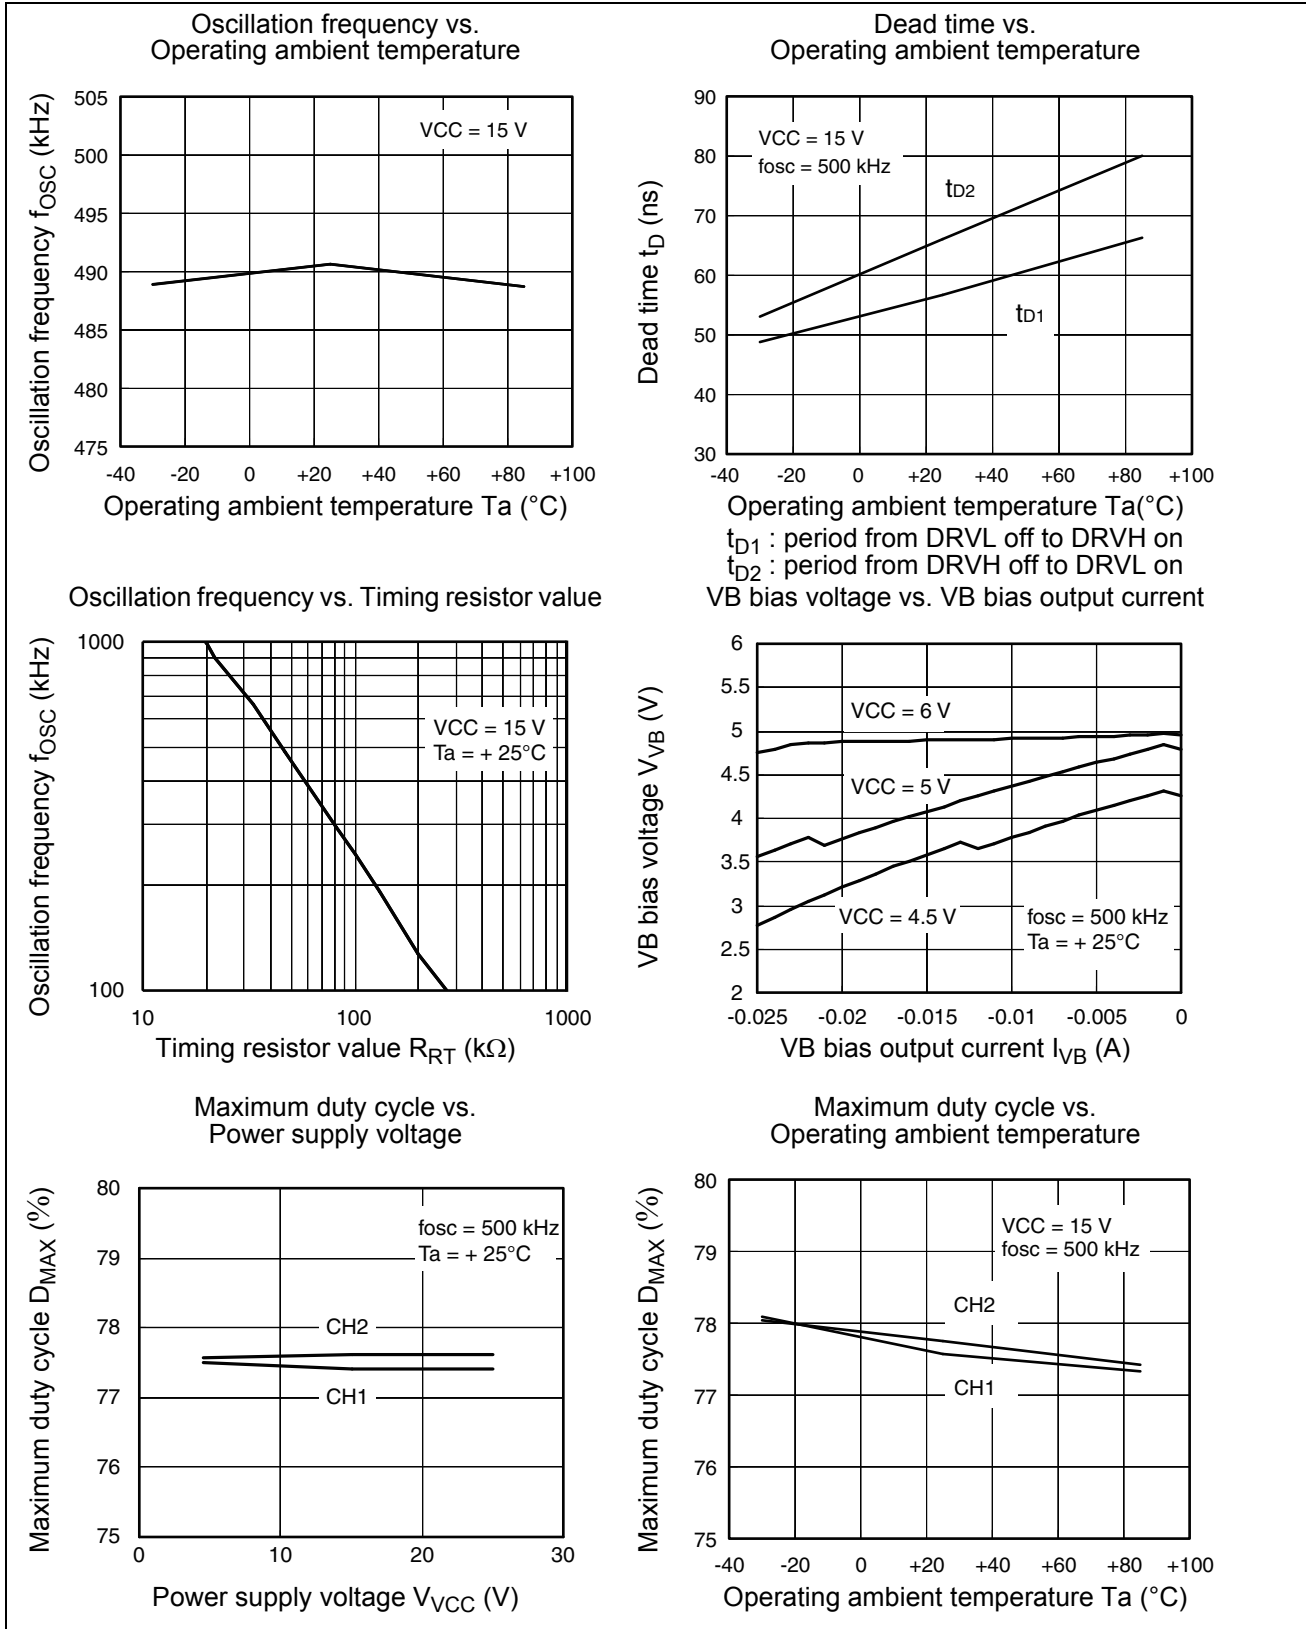 Oscillation frequency vs.
Operating ambient temperature
Oscillation frequency fOSC (kHz)
505
500
495
490
485
480
475
VCC = 15 V
-40 -20 0 +20 +40 +60 +80 +100
Operating ambient temperature Ta (°C)
Dead time vs.
Operating ambient temperature
Dead time tD (ns)
90
80
70
60
50
40
30
VCC = 15 V
fosc = 500 kHz
tD2
tD1
-40 -20 0 +20 +40 +60 +80 +100
Operating ambient temperature Ta(°C)
tD1 : period from DRVL off to DRVH on
tD2 : period from DRVH off to DRVL on
Oscillation frequency vs. Timing resistor value
Oscillation frequency fOSC (kHz)
1000
100
VCC = 15 V
Ta = + 25°C
10 100 1000
Timing resistor value RRT (kΩ)
VB bias voltage vs. VB bias output current
VB bias voltage VVB (V)
6
5.5
5
4.5
4
3.5
3
2.5
2
VCC = 6 V
VCC = 5 V
VCC = 4.5 V
fosc = 500 kHz
Ta = + 25°C
-0.025 -0.02 -0.015 -0.01 -0.005 0
VB bias output current IVB (A)
Maximum duty cycle vs.
Power supply voltage
Maximum duty cycle DMAX (%)
80
79
78
77
76
75
fosc = 500 kHz
Ta = + 25°C
CH2
CH1
0 10 20 30
Power supply voltage VVCC (V)
Maximum duty cycle vs.
Operating ambient temperature
Maximum duty cycle DMAX (%)
80
79
78
77
76
75
VCC = 15 V
fosc = 500 kHz
CH2
CH1
-40 -20 0 +20 +40 +60 +80 +100
Operating ambient temperature Ta (°C)